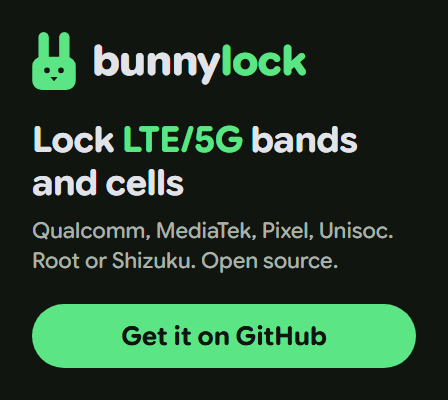 bunnylock
Lock LTE/5G bands
and cells
Qualcomm, MediaTek, Pixel, Unisoc.
Root or Shizuku. Open source.
Get it on GitHub